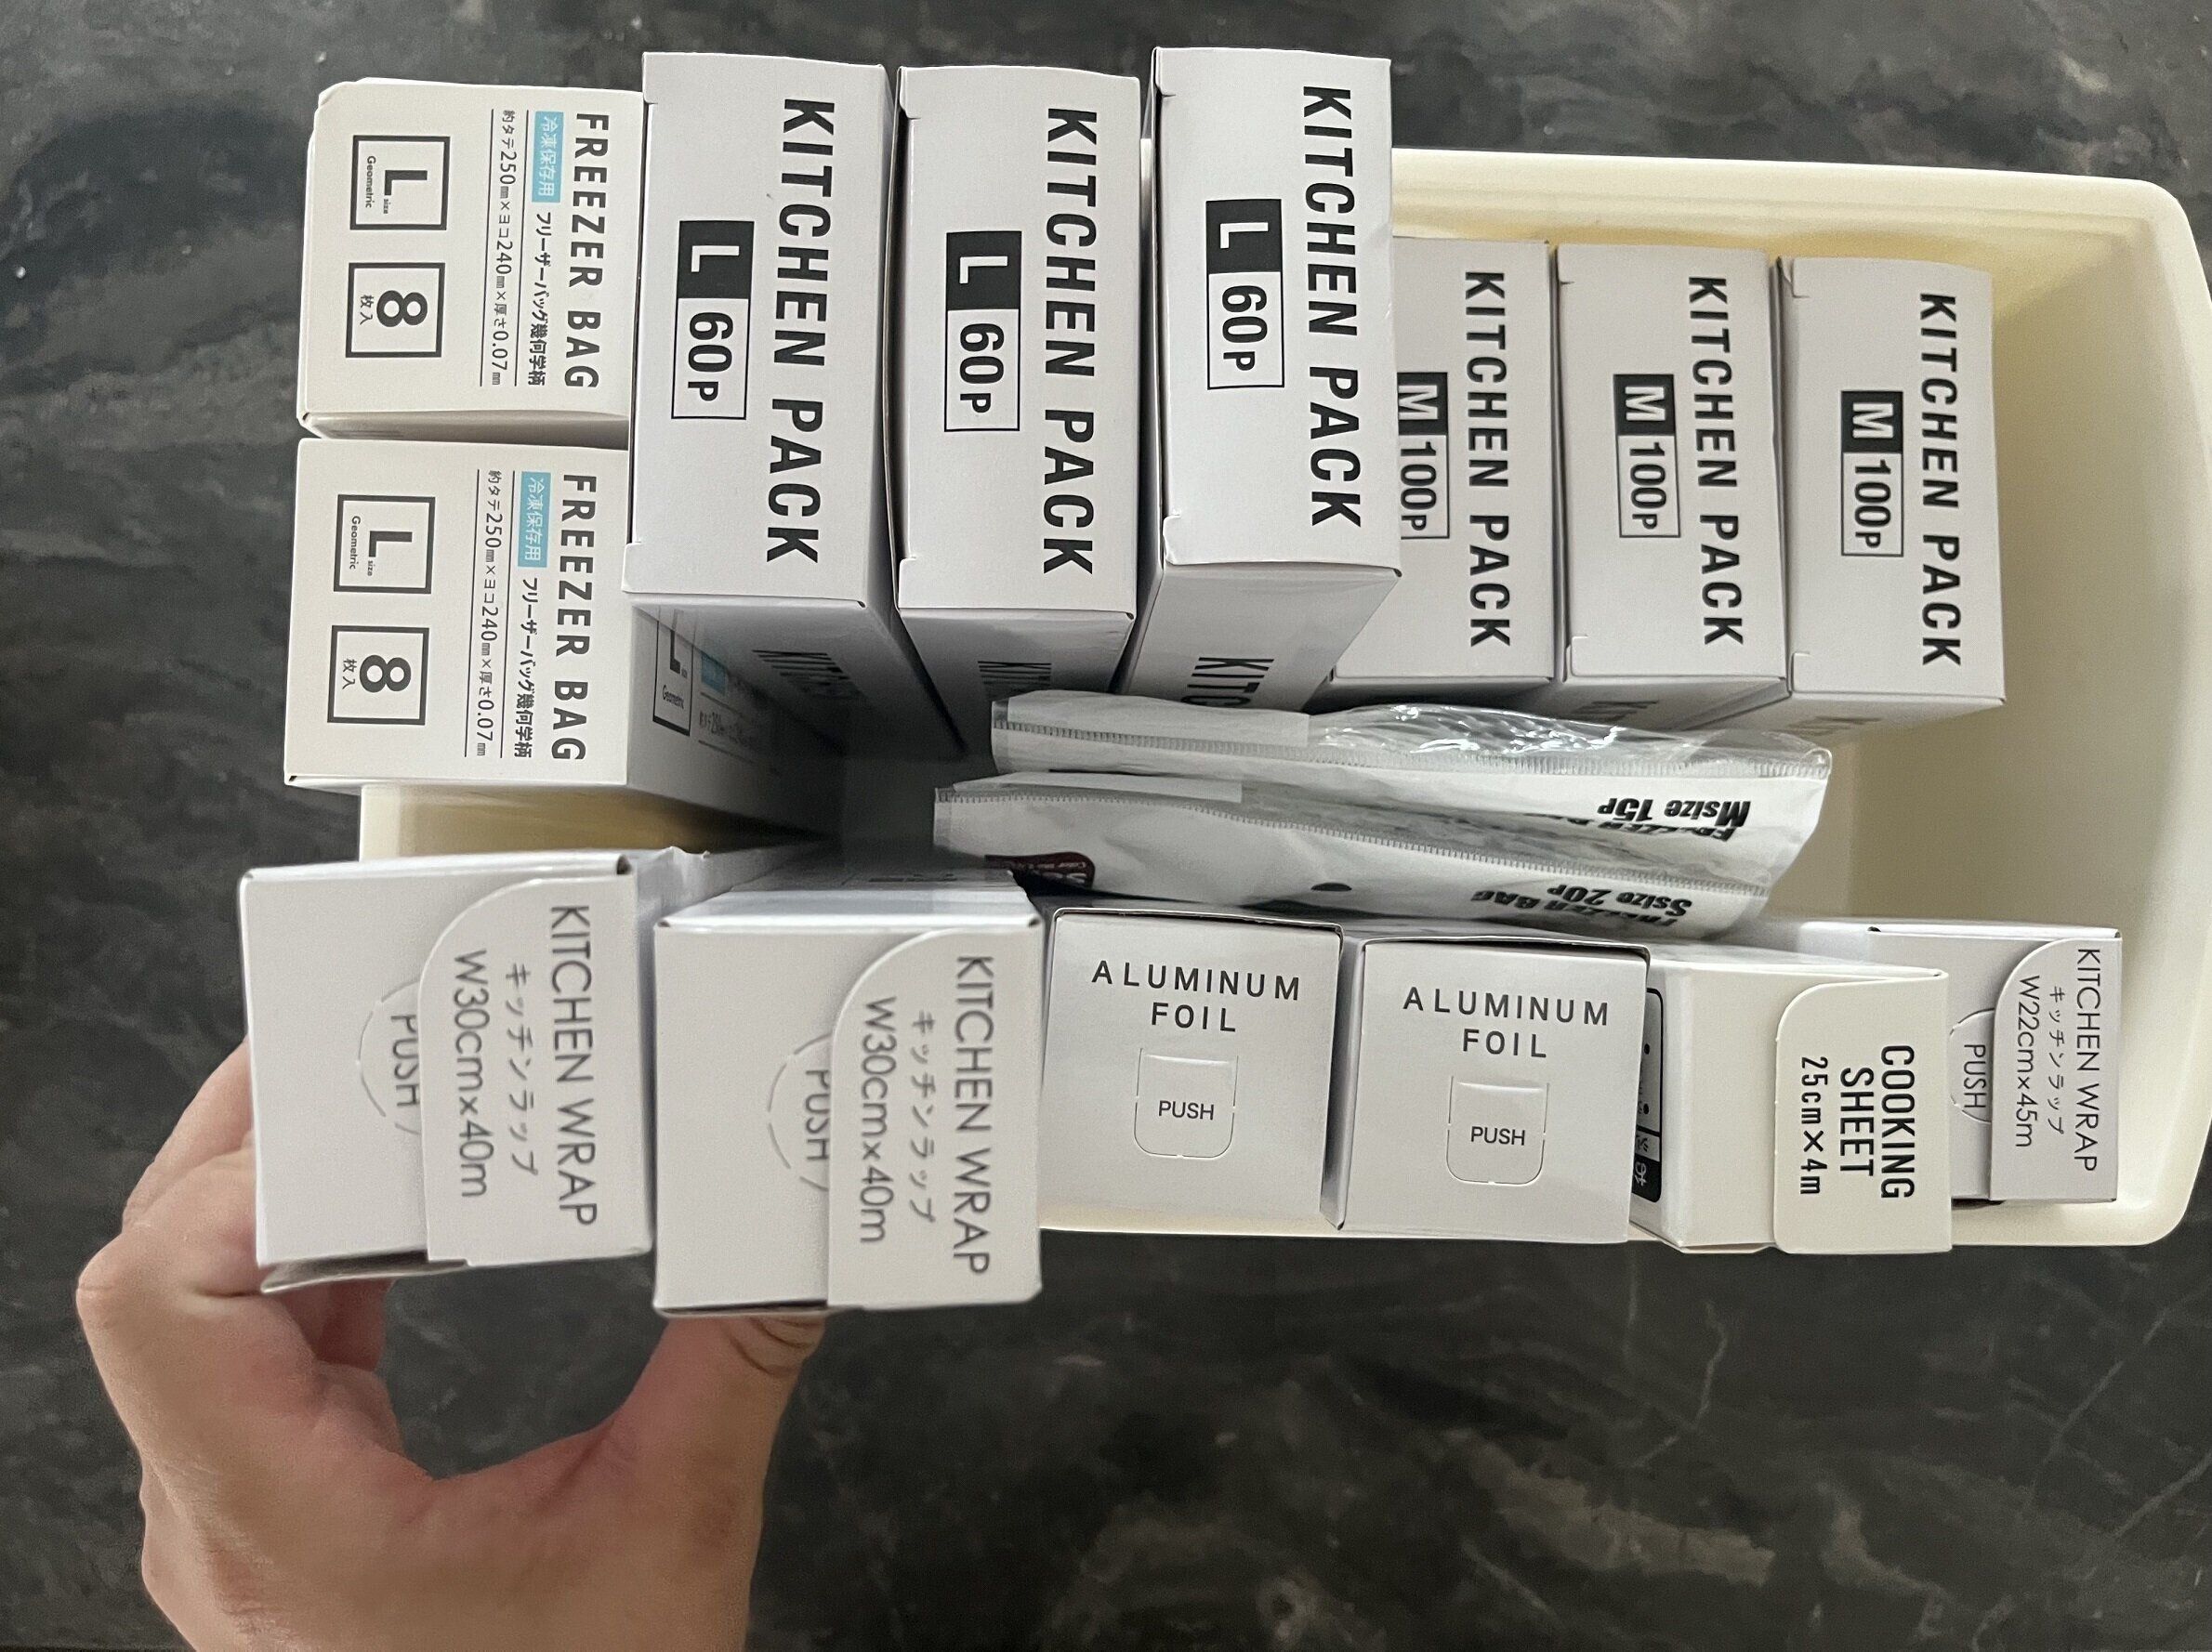 FREEZER BAG
冷凍保存用 フリーザーバッグ幾何学柄
約タテ250㎜×ヨコ240㎜×厚さ0.07㎜
L size
Geometric
8
枚入
FREEZER BAG
冷凍保存用 フリーザーバッグ幾何学柄
約タテ250㎜×ヨコ240㎜×厚さ0.07㎜
L size
Geometric
8
枚入
L
Geometric
KITCHEN PACK
L 60P
KITCHEN PACK
L 60P
KITCHEN PACK
L 60P
KITC
KITCHEN PACK
M 100P
KITCHEN PACK
M 100P
KITCHEN PACK
M 100P
Msize 15P
FREEZER BAG
Ssize 20P
KITCHEN WRAP
キッチンラップ
W30cm×40m
PUSH
KITCHEN WRAP
キッチンラップ
W30cm×40m
PUSH
ALUMINUM
FOIL
PUSH
ALUMINUM
FOIL
PUSH
COOKING
SHEET
25cm×4m
KITCHEN WRAP
キッチンラップ
W22cm×45m
PUSH